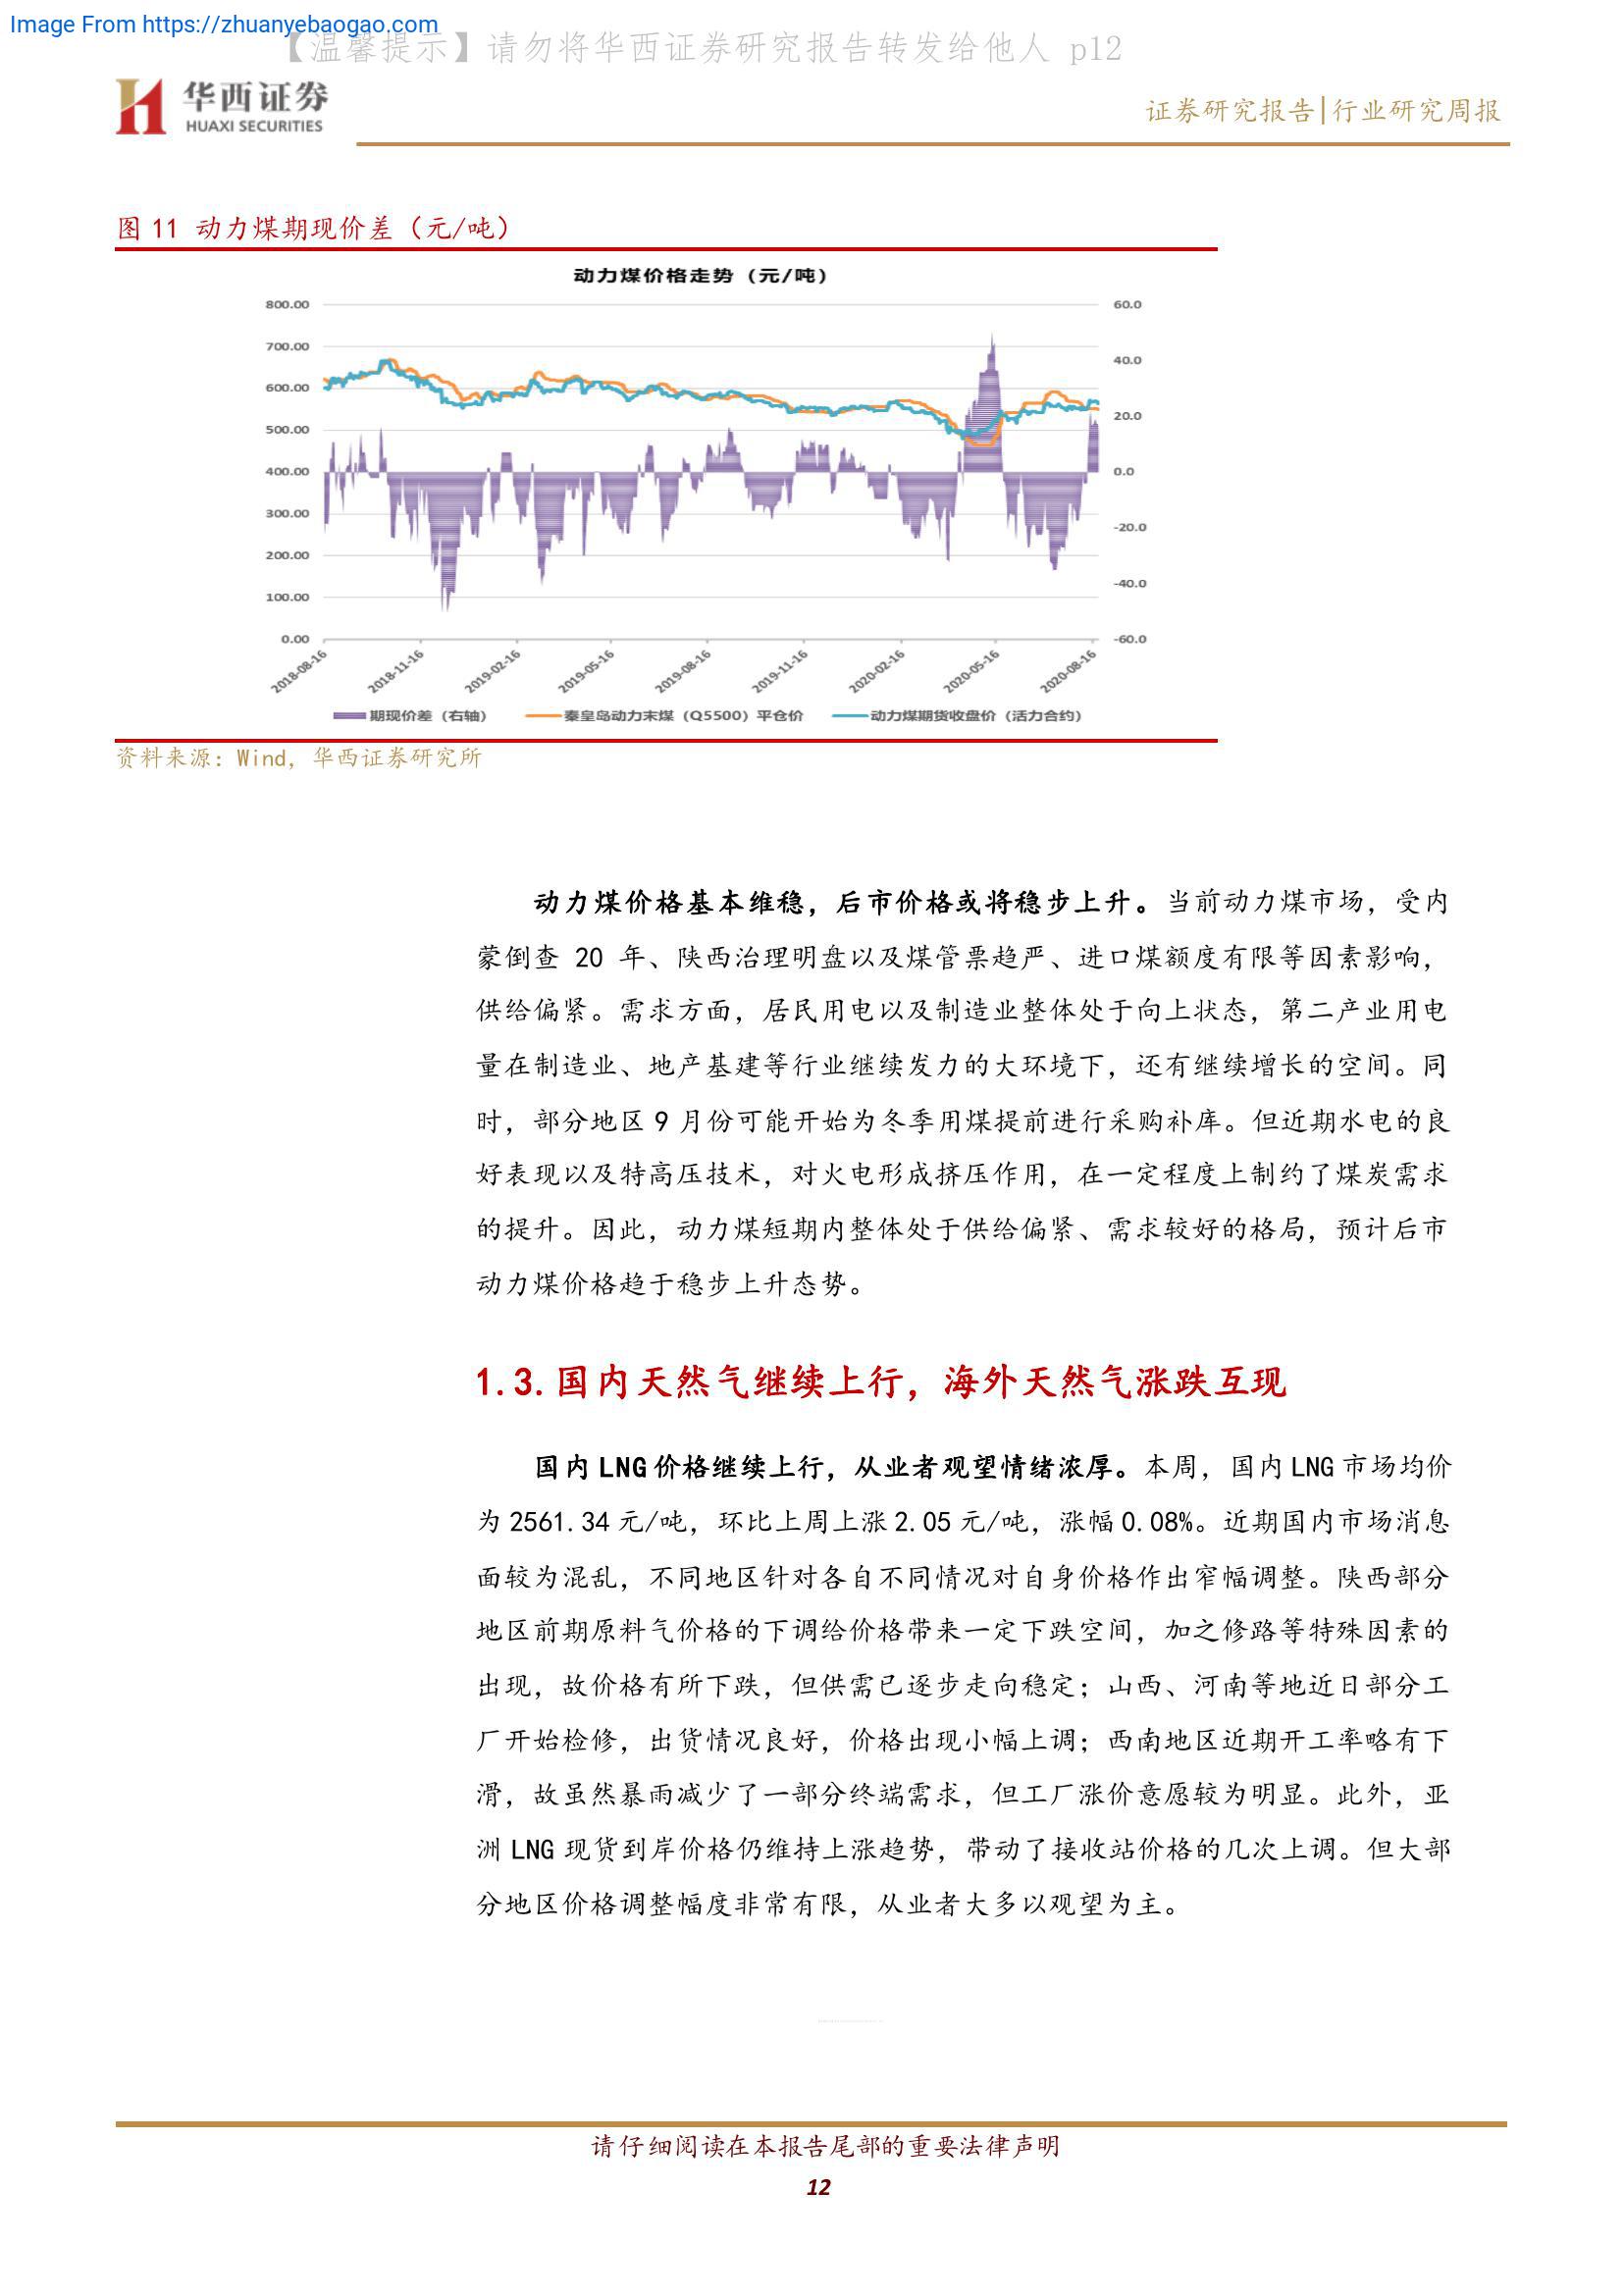 Image From https://zhuanyebaogao.com
【温馨提示】请勿将华西证券研究报告转发给他人 p12
华西证券
HUAXI SECURITIES
证券研究报告|行业研究周报
图 11 动力煤期现价差（元/吨）
动力煤价格走势（元/吨）
800.00
700.00
600.00
500.00
400.00
300.00
200.00
100.00
0.00
60.0
40.0
20.0
0.0
-20.0
-40.0
-60.0
2018-08-16
2018-11-16
2019-02-16
2019-05-16
2019-08-16
2019-11-16
2020-02-16
2020-05-16
2020-08-16
期现价差（右轴） 秦皇岛动力末煤（Q5500）平仓价 动力煤期货收盘价（活力合约）
资料来源：Wind, 华西证券研究所
动力煤价格基本维稳，后市价格或将稳步上升。当前动力煤市场，受内
蒙倒查 20 年、陕西治理明盘以及煤管票趋严、进口煤额度有限等因素影响，
供给偏紧。需求方面，居民用电以及制造业整体处于向上状态，第二产业用电
量在制造业、地产基建等行业继续发力的大环境下，还有继续增长的空间。同
时，部分地区 9 月份可能开始为冬季用煤提前进行采购补库。但近期水电的良
好表现以及特高压技术，对火电形成挤压作用，在一定程度上制约了煤炭需求
的提升。因此，动力煤短期内整体处于供给偏紧、需求较好的格局，预计后市
动力煤价格趋于稳步上升态势。
1.3.国内天然气继续上行，海外天然气涨跌互现
国内 LNG 价格继续上行，从业者观望情绪浓厚。本周，国内 LNG 市场均价
为 2561.34 元/吨，环比上周上涨 2.05 元/吨，涨幅 0.08%。近期国内市场消息
面较为混乱，不同地区针对各自不同情况对自身价格作出窄幅调整。陕西部分
地区前期原料气价格的下调给价格带来一定下跌空间，加之修路等特殊因素的
出现，故价格有所下跌，但供需已逐步走向稳定；山西、河南等地近日部分工
厂开始检修，出货情况良好，价格出现小幅上调；西南地区近期开工率略有下
滑，故虽然暴雨减少了一部分终端需求，但工厂涨价意愿较为明显。此外，亚
洲 LNG 现货到岸价格仍维持上涨趋势，带动了接收站价格的几次上调。但大部
分地区价格调整幅度非常有限，从业者大多以观望为主。
请仔细阅读在本报告尾部的重要法律声明
12